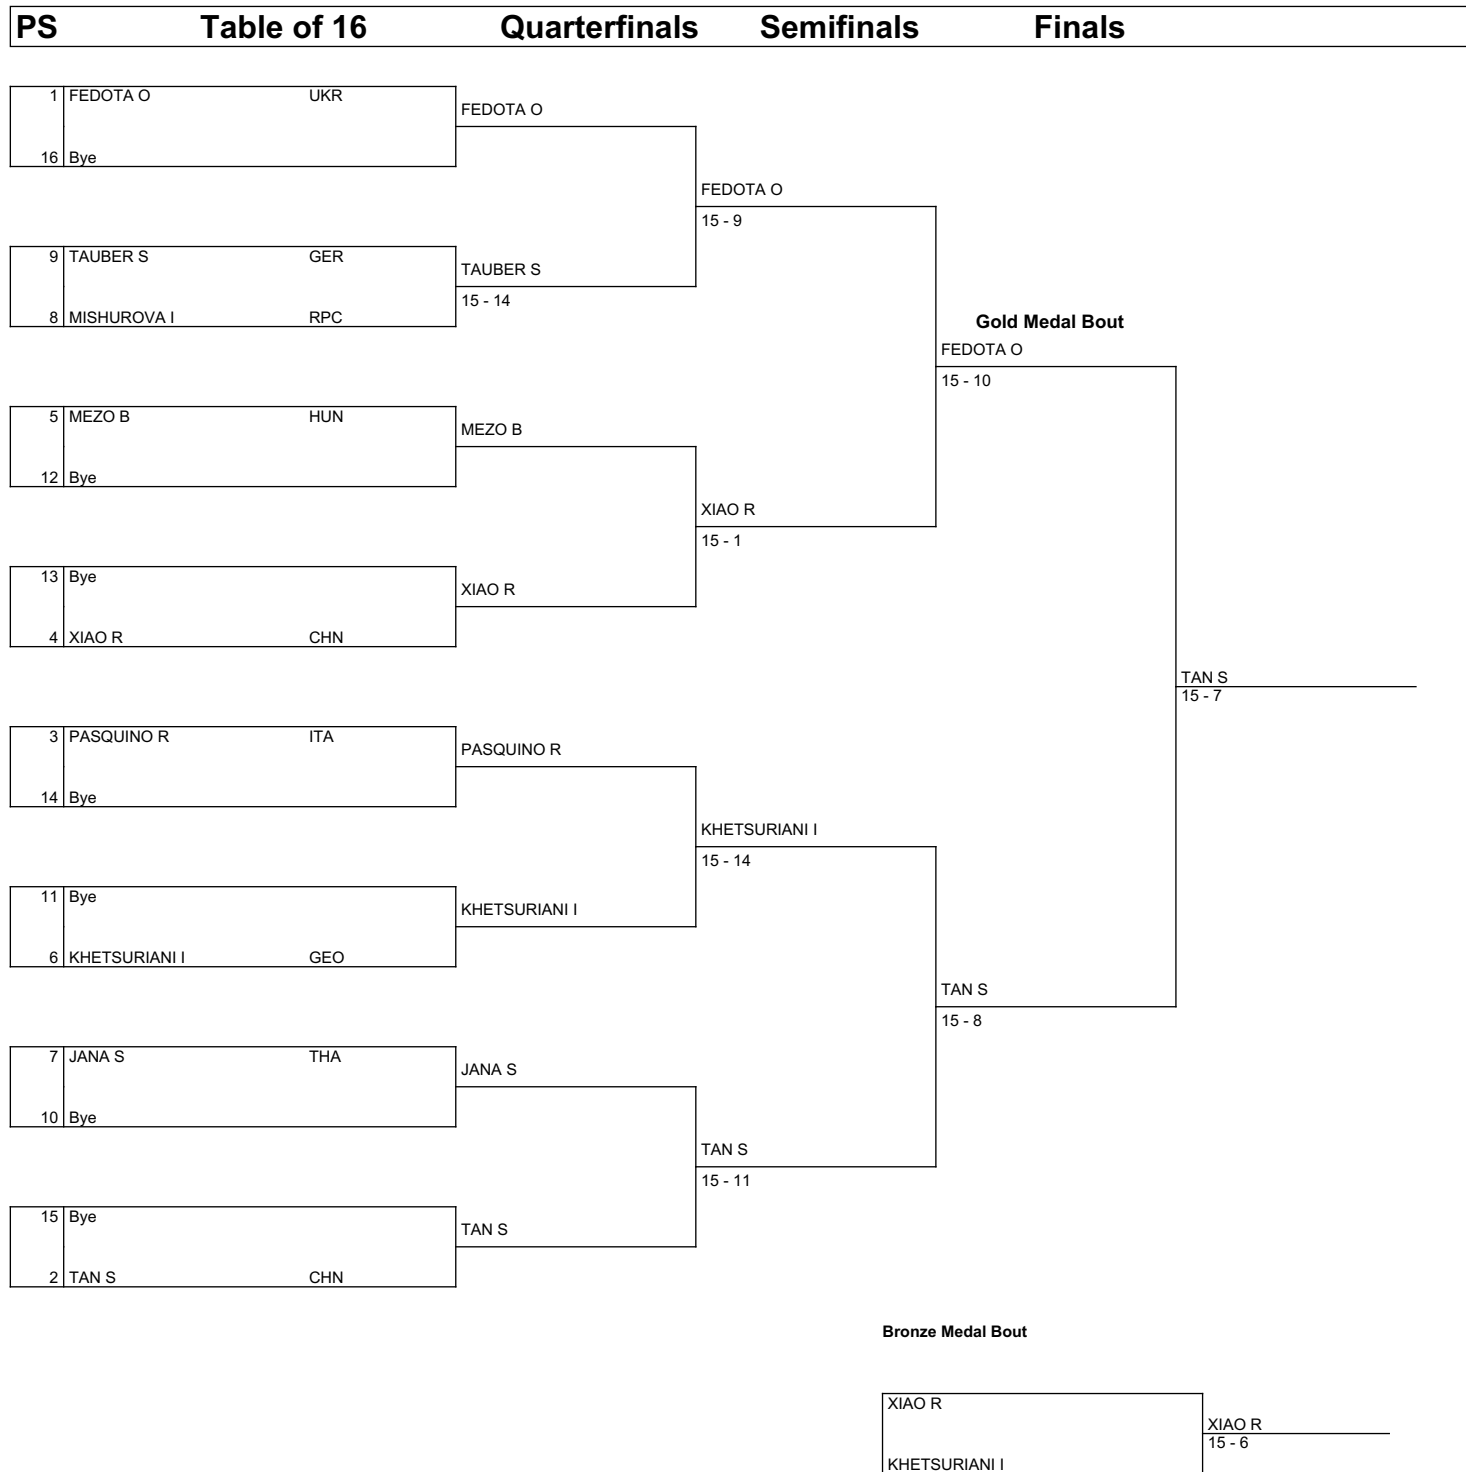 PS Table of 16 Quarterfinals Semifinals Finals
1 FEDOTA O UKR
FEDOTA O
16 Bye
FEDOTA O
15 - 9
9 TAUBER S GER
TAUBER S
15 - 14
8 MISHUROVA I RPC
Gold Medal Bout
FEDOTA O
15 - 10
5 MEZO B HUN
MEZO B
12 Bye
XIAO R
15 - 1
13 Bye
XIAO R
4 XIAO R CHN
TAN S
15 - 7
3 PASQUINO R ITA
PASQUINO R
14 Bye
KHETSURIANI I
15 - 14
11 Bye
KHETSURIANI I
6 KHETSURIANI I GEO
TAN S
15 - 8
7 JANA S THA
JANA S
10 Bye
TAN S
15 - 11
15 Bye
TAN S
2 TAN S CHN
Bronze Medal Bout
XIAO R
XIAO R
15 - 6
KHETSURIANI I